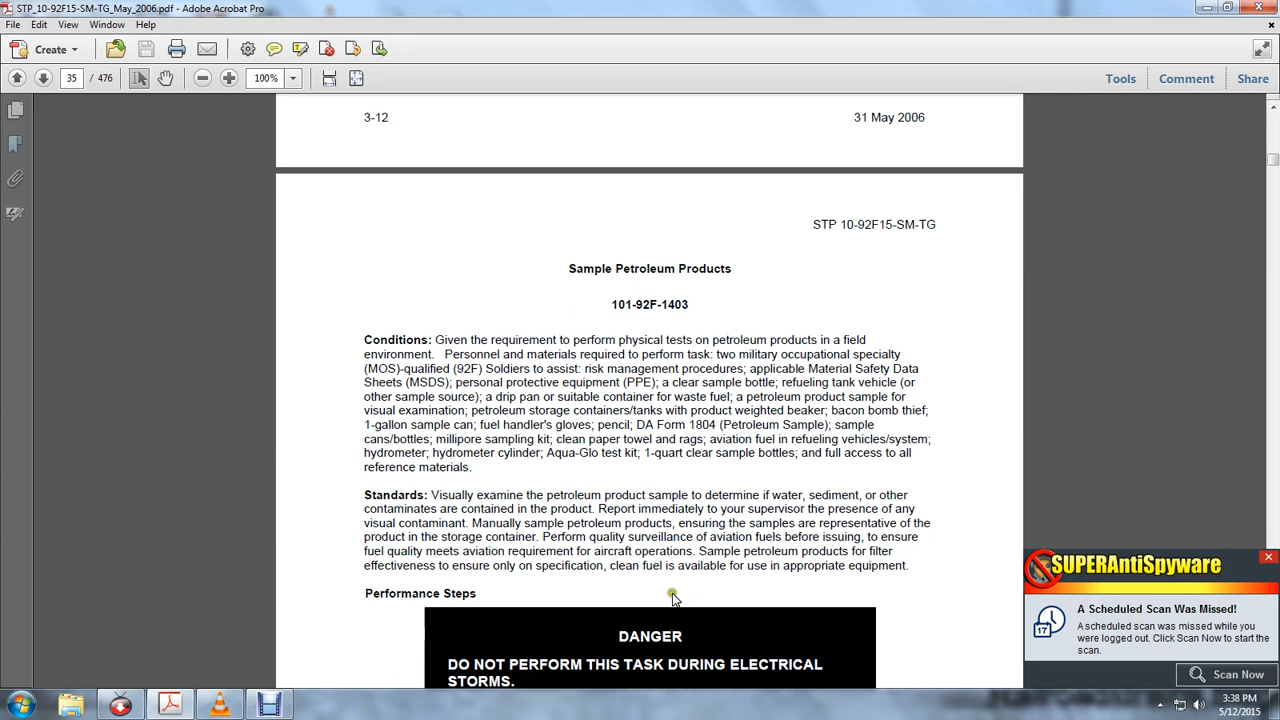 STP_10-92F15-SM-TG_May_2006.pdf - Adobe Acrobat Pro
File Edit View Window Help
Create
35 / 476 100% Tools Comment Share
3-12 31 May 2006
STP 10-92F15-SM-TG
Sample Petroleum Products
101-92F-1403
Conditions: Given the requirement to perform physical tests on petroleum products in a field
environment. Personnel and materials required to perform task: two military occupational specialty
(MOS)-qualified (92F) Soldiers to assist: risk management procedures; applicable Material Safety Data
Sheets (MSDS); personal protective equipment (PPE); a clear sample bottle; refueling tank vehicle (or
other sample source); a drip pan or suitable container for waste fuel; a petroleum product sample for
visual examination; petroleum storage containers/tanks with product weighted beaker; bacon bomb thief;
1-gallon sample can; fuel handler's gloves; pencil; DA Form 1804 (Petroleum Sample); sample
cans/bottles; millipore sampling kit; clean paper towel and rags; aviation fuel in refueling vehicles/system;
hydrometer; hydrometer cylinder; Aqua-Glo test kit; 1-quart clear sample bottles; and full access to all
reference materials.
Standards: Visually examine the petroleum product sample to determine if water, sediment, or other
contaminates are contained in the product. Report immediately to your supervisor the presence of any
visual contaminant. Manually sample petroleum products, ensuring the samples are representative of the
product in the storage container. Perform quality surveillance of aviation fuels before issuing, to ensure
fuel quality meets aviation requirement for aircraft operations. Sample petroleum products for filter
effectiveness to ensure only on specification, clean fuel is available for use in appropriate equipment.
Performance Steps
DANGER
DO NOT PERFORM THIS TASK DURING ELECTRICAL
STORMS.
SUPERAntiSpyware
A Scheduled Scan Was Missed!
17
A scheduled scan was missed while you
were logged out. Click Scan Now to start the
scan.
Scan Now
3:38 PM
5/12/2015